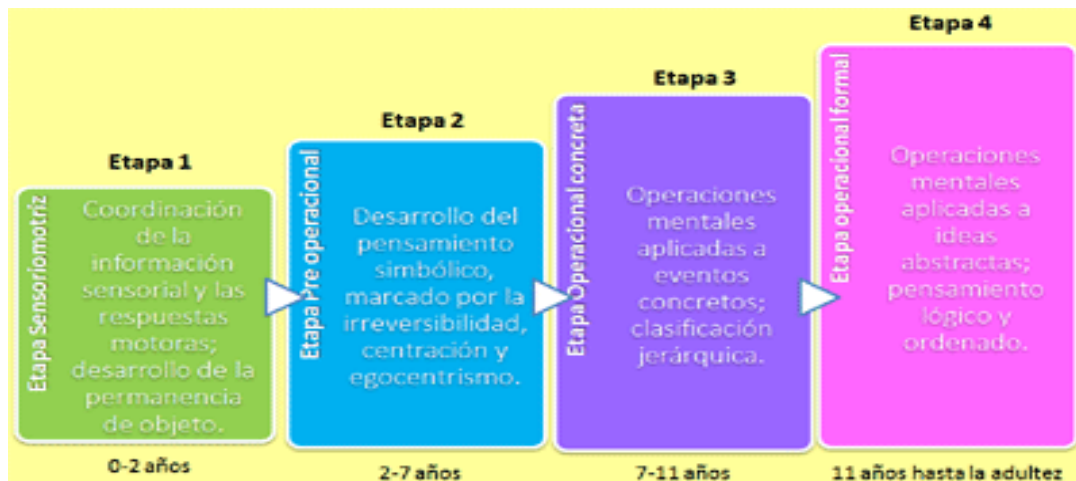 Etapa 1
Etapa Sensoriomotríz
Coordinación
de la
información
sensorial y las
respuestas
motoras;
desarrollo de la
permanencia
de objeto.
0-2 años
Etapa 2
Etapa Pre operacional
Desarrollo del
pensamiento
simbólico,
marcado por la
irreversibilidad,
centración y
egocentrismo.
2-7 años
Etapa 3
Etapa Operacional concreta
Operaciones
mentales
aplicadas a
eventos
concretos;
clasificación
jerárquica.
7-11 años
Etapa 4
Etapa operacional formal
Operaciones
mentales
aplicadas a
ideas
abstractas;
pensamiento
lógico y
ordenado.
11 años hasta la adultez